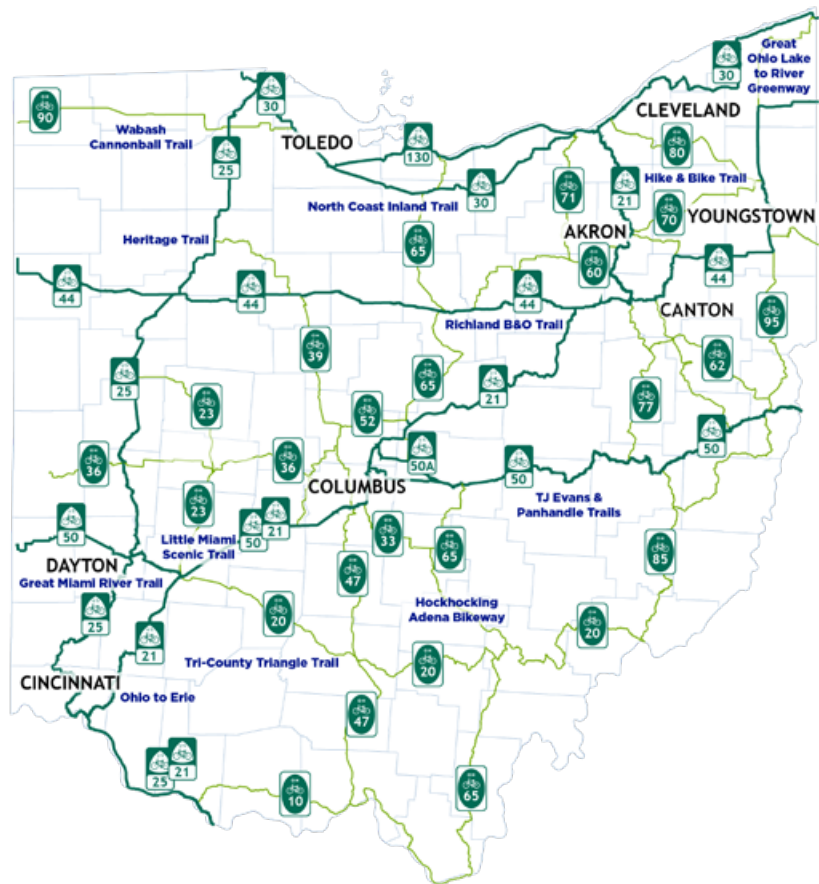 Great
Ohio Lake
to River
Greenway
30
CLEVELAND
90
30
Wabash
Cannonball Trail
TOLEDO
130
80
25
Hike & Bike Trail
North Coast Inland Trail
30
71
21
70
YOUNGSTOWN
Heritage Trail
65
AKRON
60
44
44
44
44
CANTON
Richland B&O Trail
95
39
62
25
65
21
23
52
77
50
36
36
50A
50
COLUMBUS
TJ Evans &
Panhandle Trails
23
50
21
50
Little Miami
Scenic Trail
33
65
85
DAYTON
47
Great Miami River Trail
25
20
Hockhocking
Adena Bikeway
20
21
Tri-County Triangle Trail
20
CINCINNATI
Ohio to Erie
47
25
21
10
65